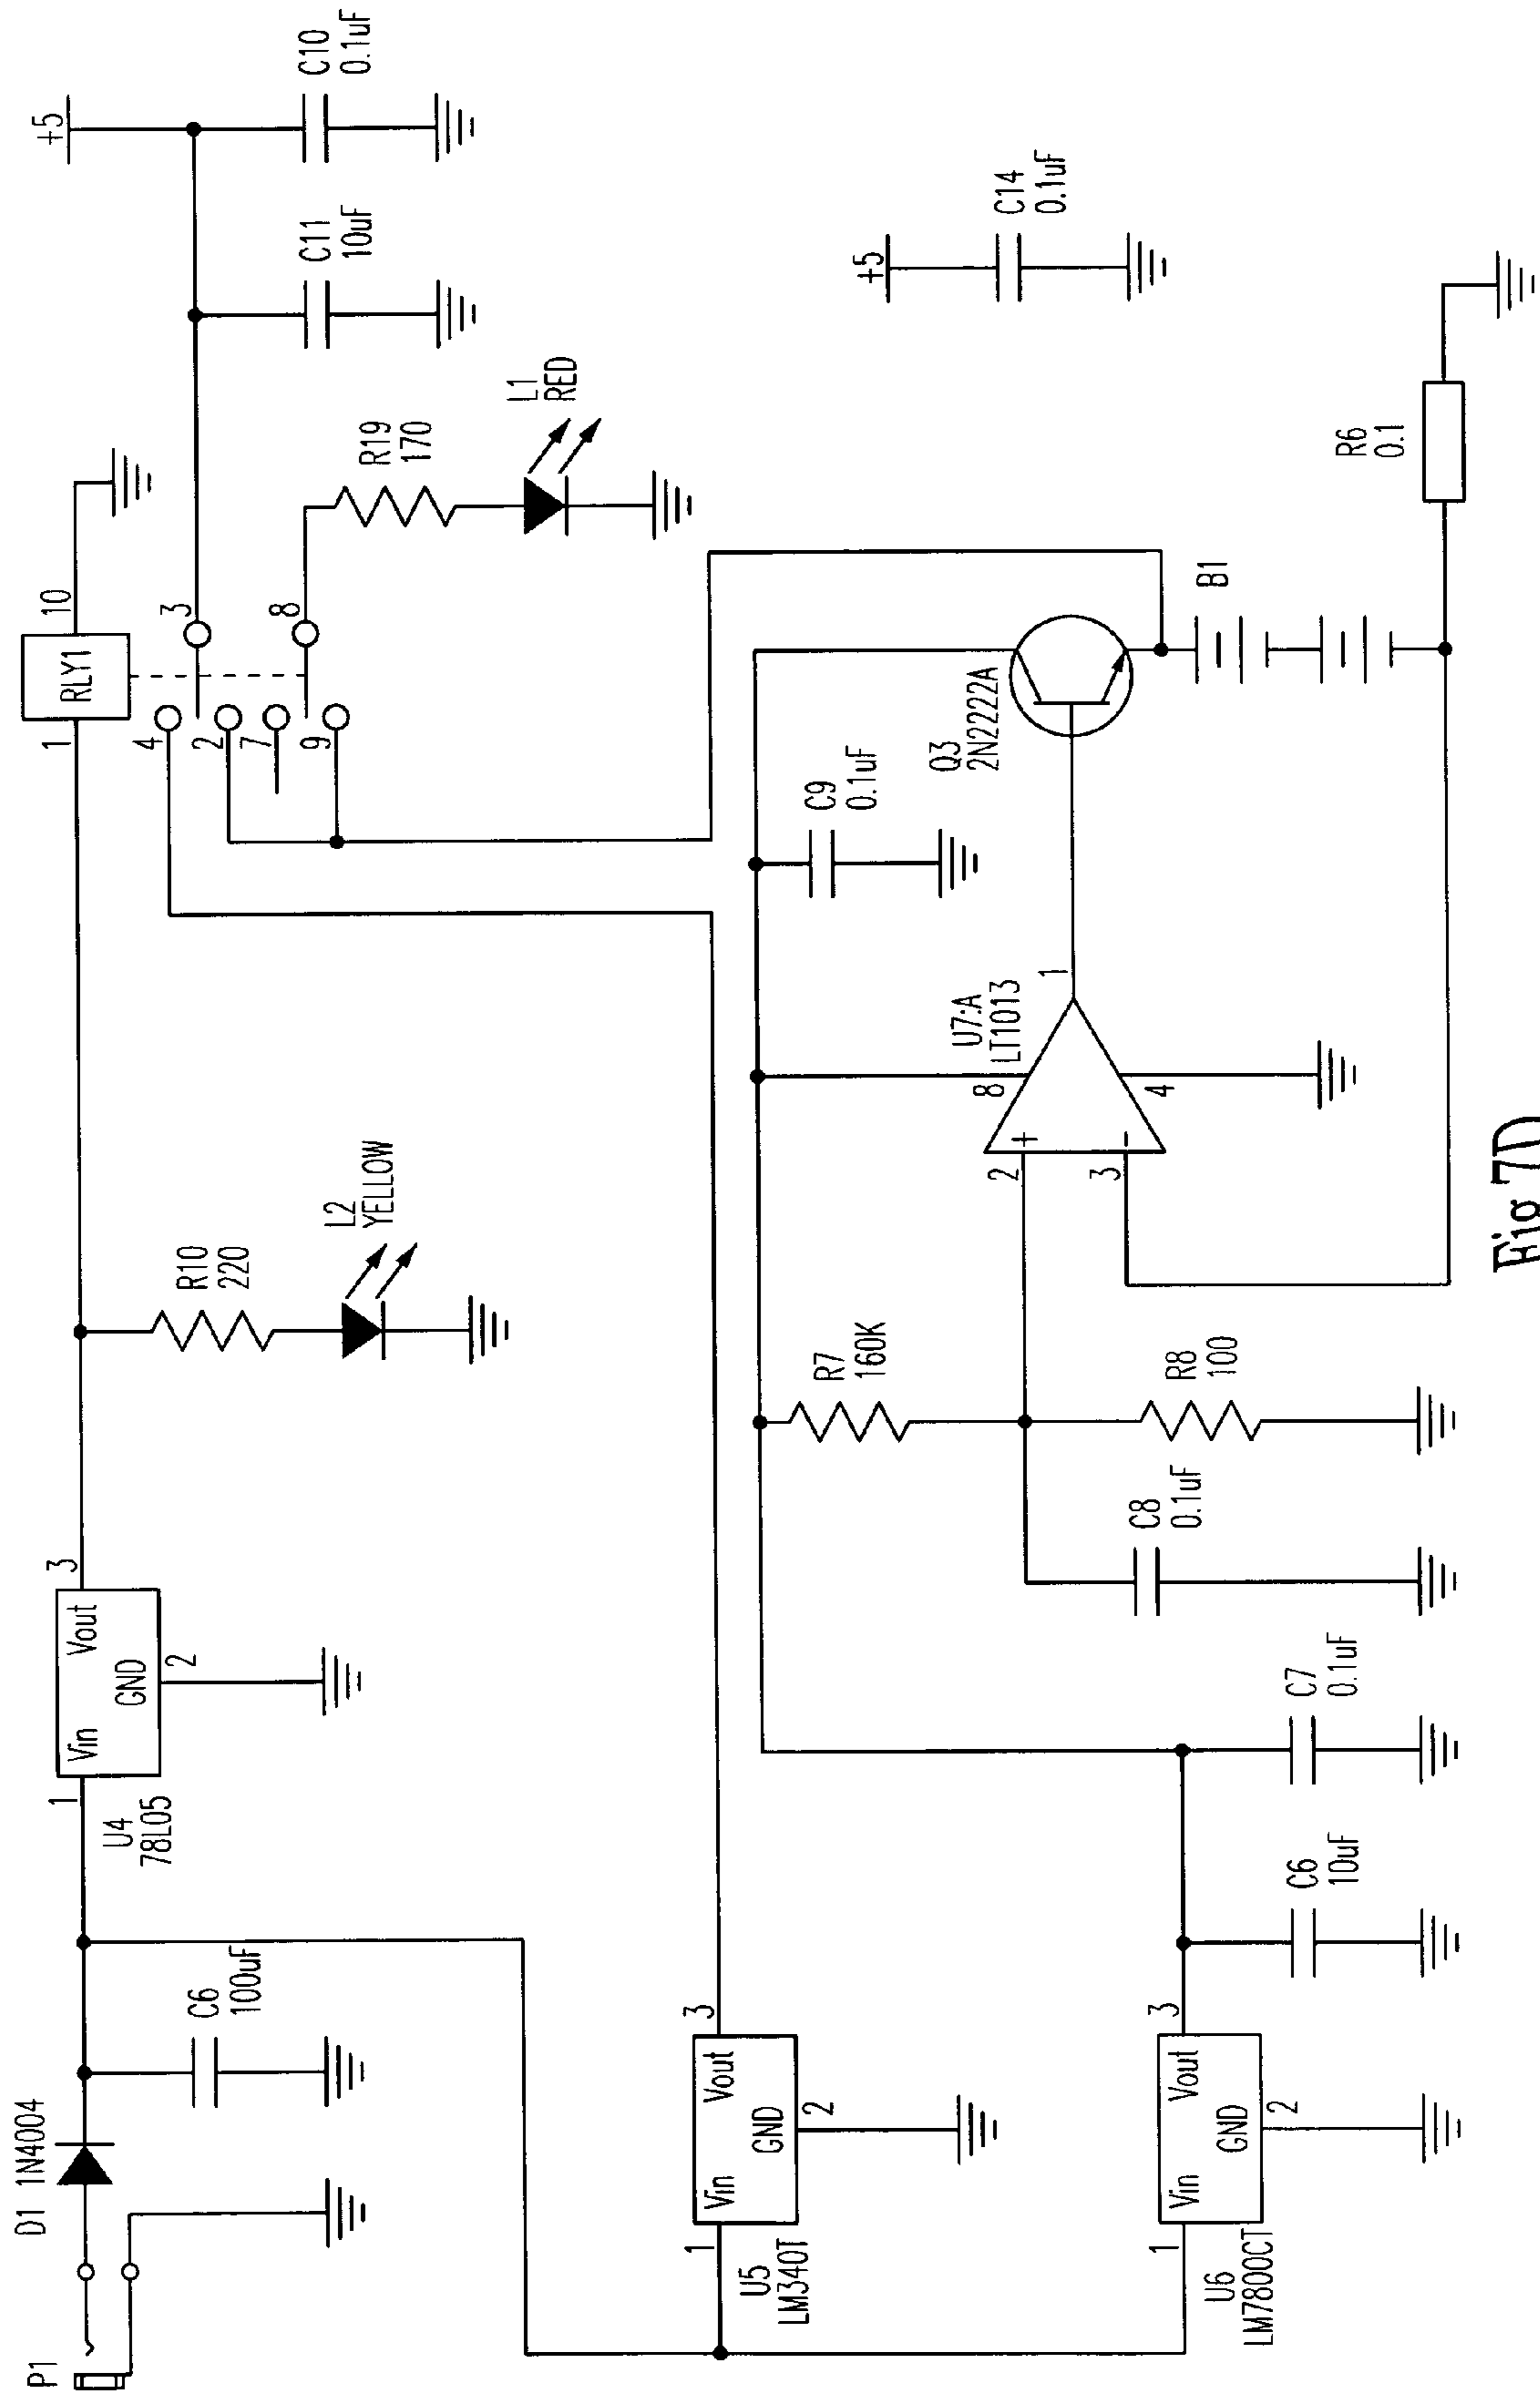 P1
D1 1N4004
C6
100uF
1
U4
78L05
Vin
Vout
GND
2
3
R10
220
L2
YELLOW
1
RLY1
10
4
2
7
9
3
8
R19
170
L1
RED
C11
10uF
+5
C10
0.1uF
1
U5
LM340T
Vin
Vout
GND
2
3
1
U6
LM7800CT
Vin
Vout
GND
2
3
C6
10uF
C7
0.1uF
C8
0.1uF
R7
160K
R8
100
2
3
+
-
8
4
U7:A
LT1013
1
C9
0.1uF
Q3
2N2222A
B1
R6
0.1
+5
C14
0.1uF
Fig 7D